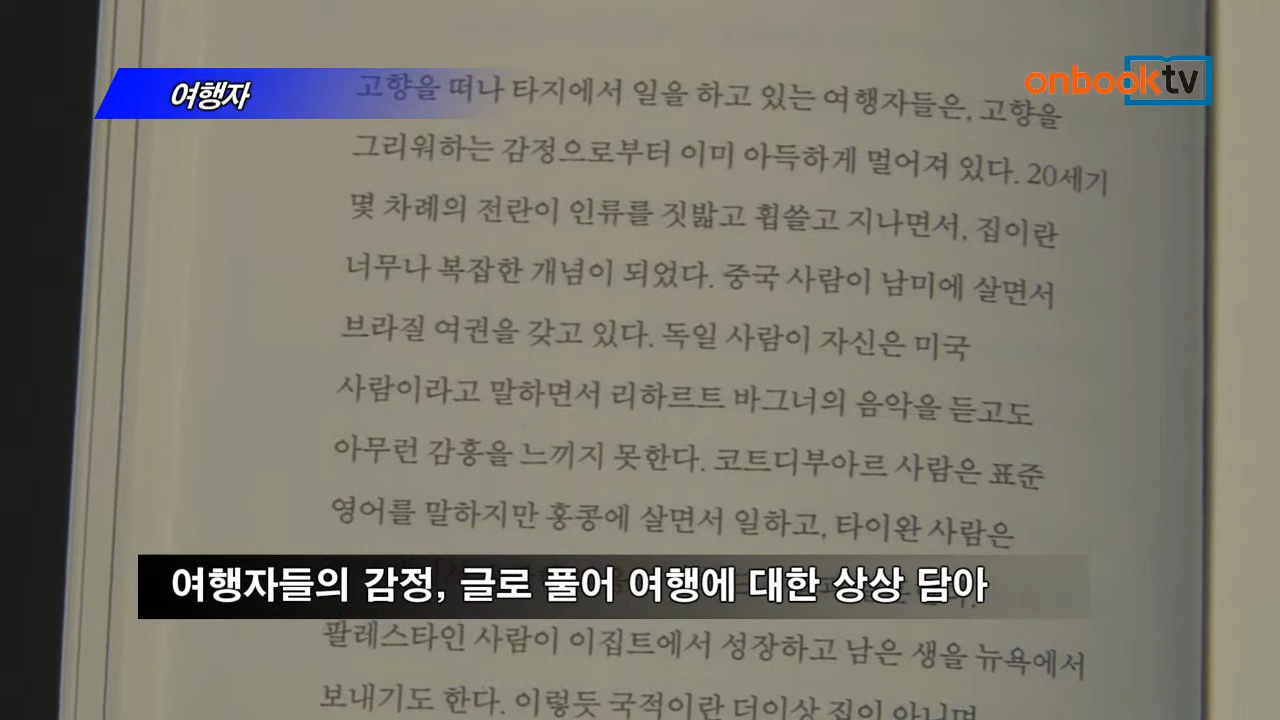 여행자
onbooktv
고향을 떠나 타지에서 일을 하고 있는 여행자들은, 고향을
그리워하는 감정으로부터 이미 아득하게 멀어져 있다. 20세기
몇 차례의 전란이 인류를 짓밟고 휩쓸고 지나면서, 집이란
너무나 복잡한 개념이 되었다. 중국 사람이 남미에 살면서
브라질 여권을 갖고 있다. 독일 사람이 자신은 미국
사람이라고 말하면서 리하르트 바그너의 음악을 듣고도
아무런 감흥을 느끼지 못한다. 코트디부아르 사람은 표준
영어를 말하지만 홍콩에 살면서 일하고, 타이완 사람은
여행자들의 감정, 글로 풀어 여행에 대한 상상 담아
팔레스타인 사람이 이집트에서 성장하고 남은 생을 뉴욕에서
보내기도 한다. 이렇듯 국적이란 더이상 집이 아니며